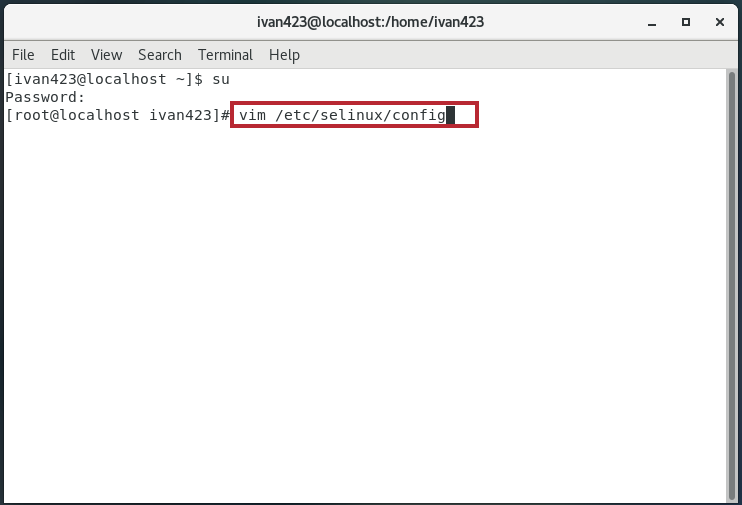 ivan423@localhost:/home/ivan423
File Edit View Search Terminal Help
[ivan423@localhost ~]$ su
Password:
[root@localhost ivan423]# vim /etc/selinux/config